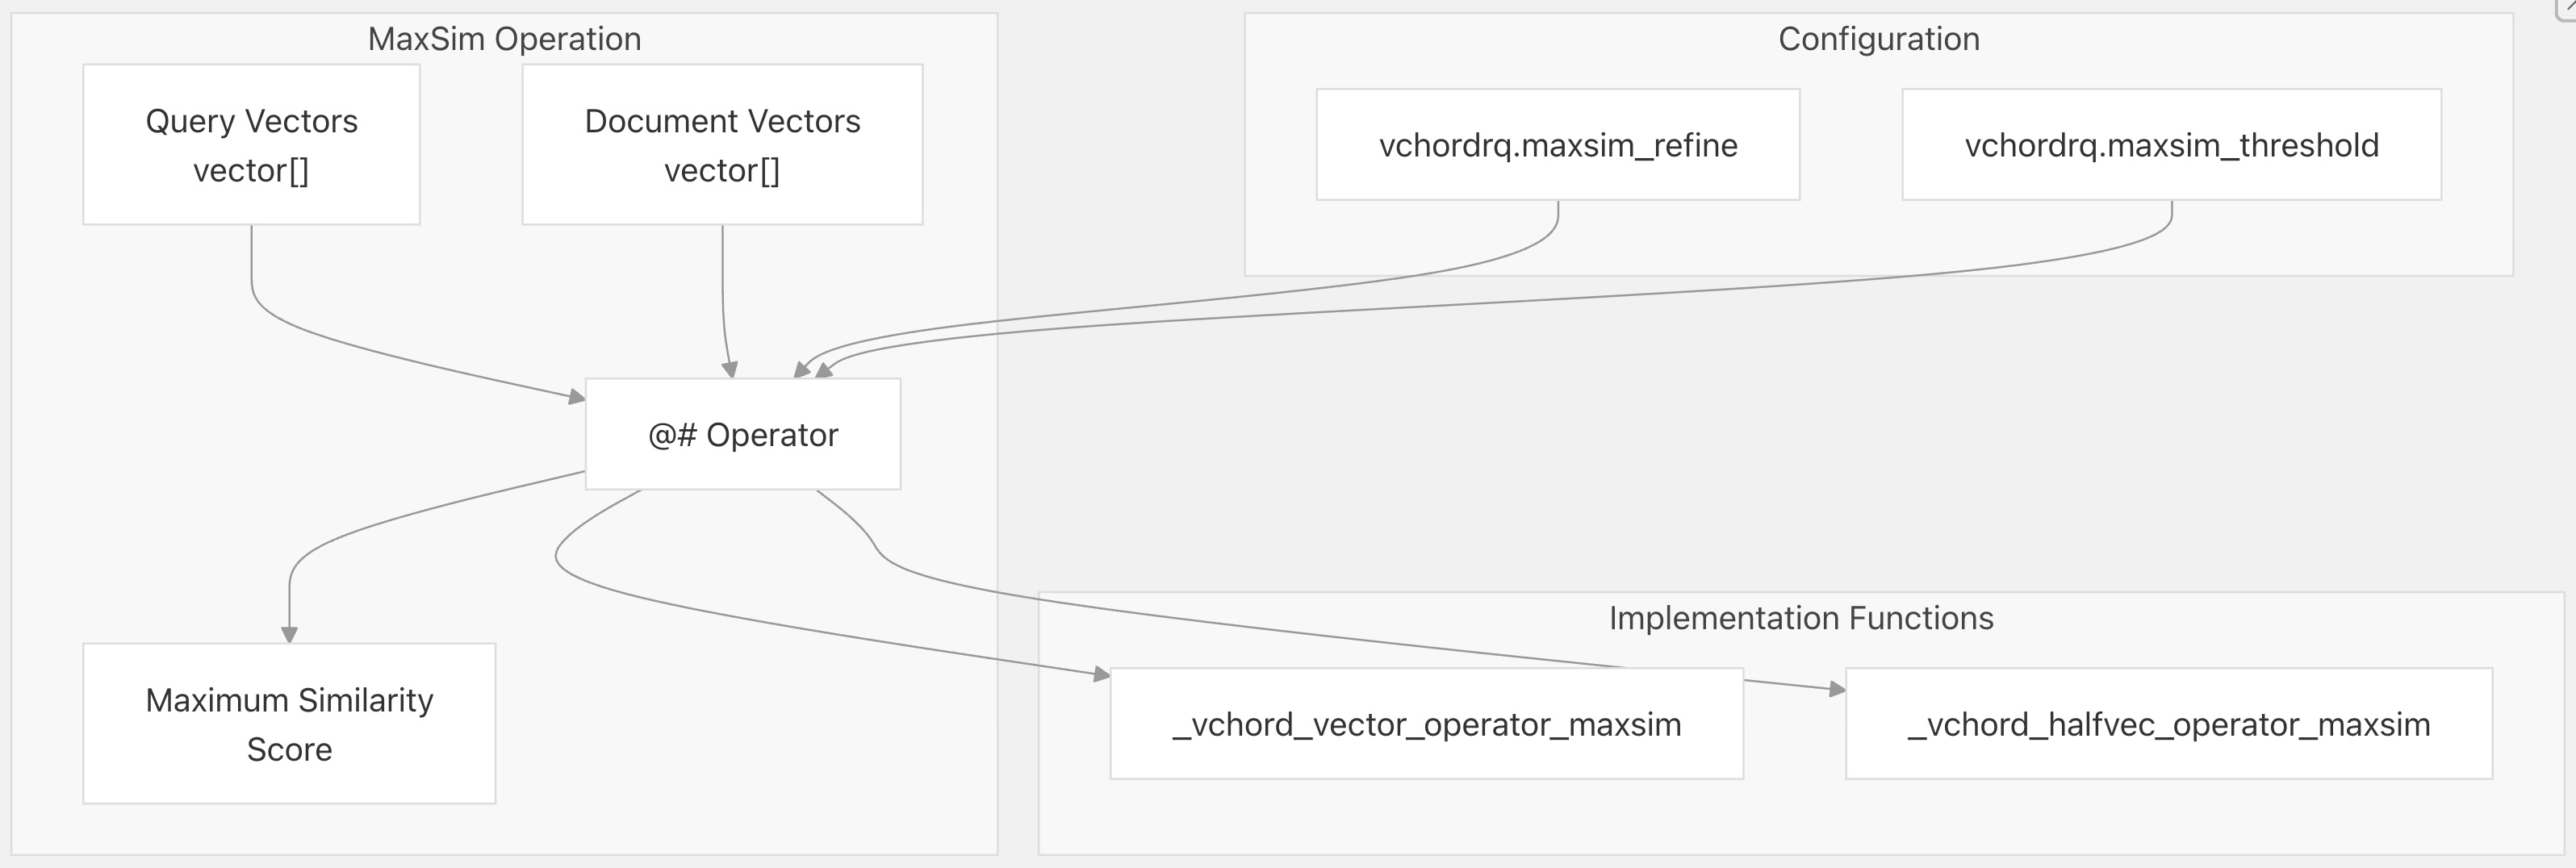 MaxSim Operation
Query Vectors
vector[]
Document Vectors
vector[]
@# Operator
Maximum Similarity
Score
Configuration
vchordrq.maxsim_refine
vchordrq.maxsim_threshold
Implementation Functions
_vchord_vector_operator_maxsim
_vchord_halfvec_operator_maxsim